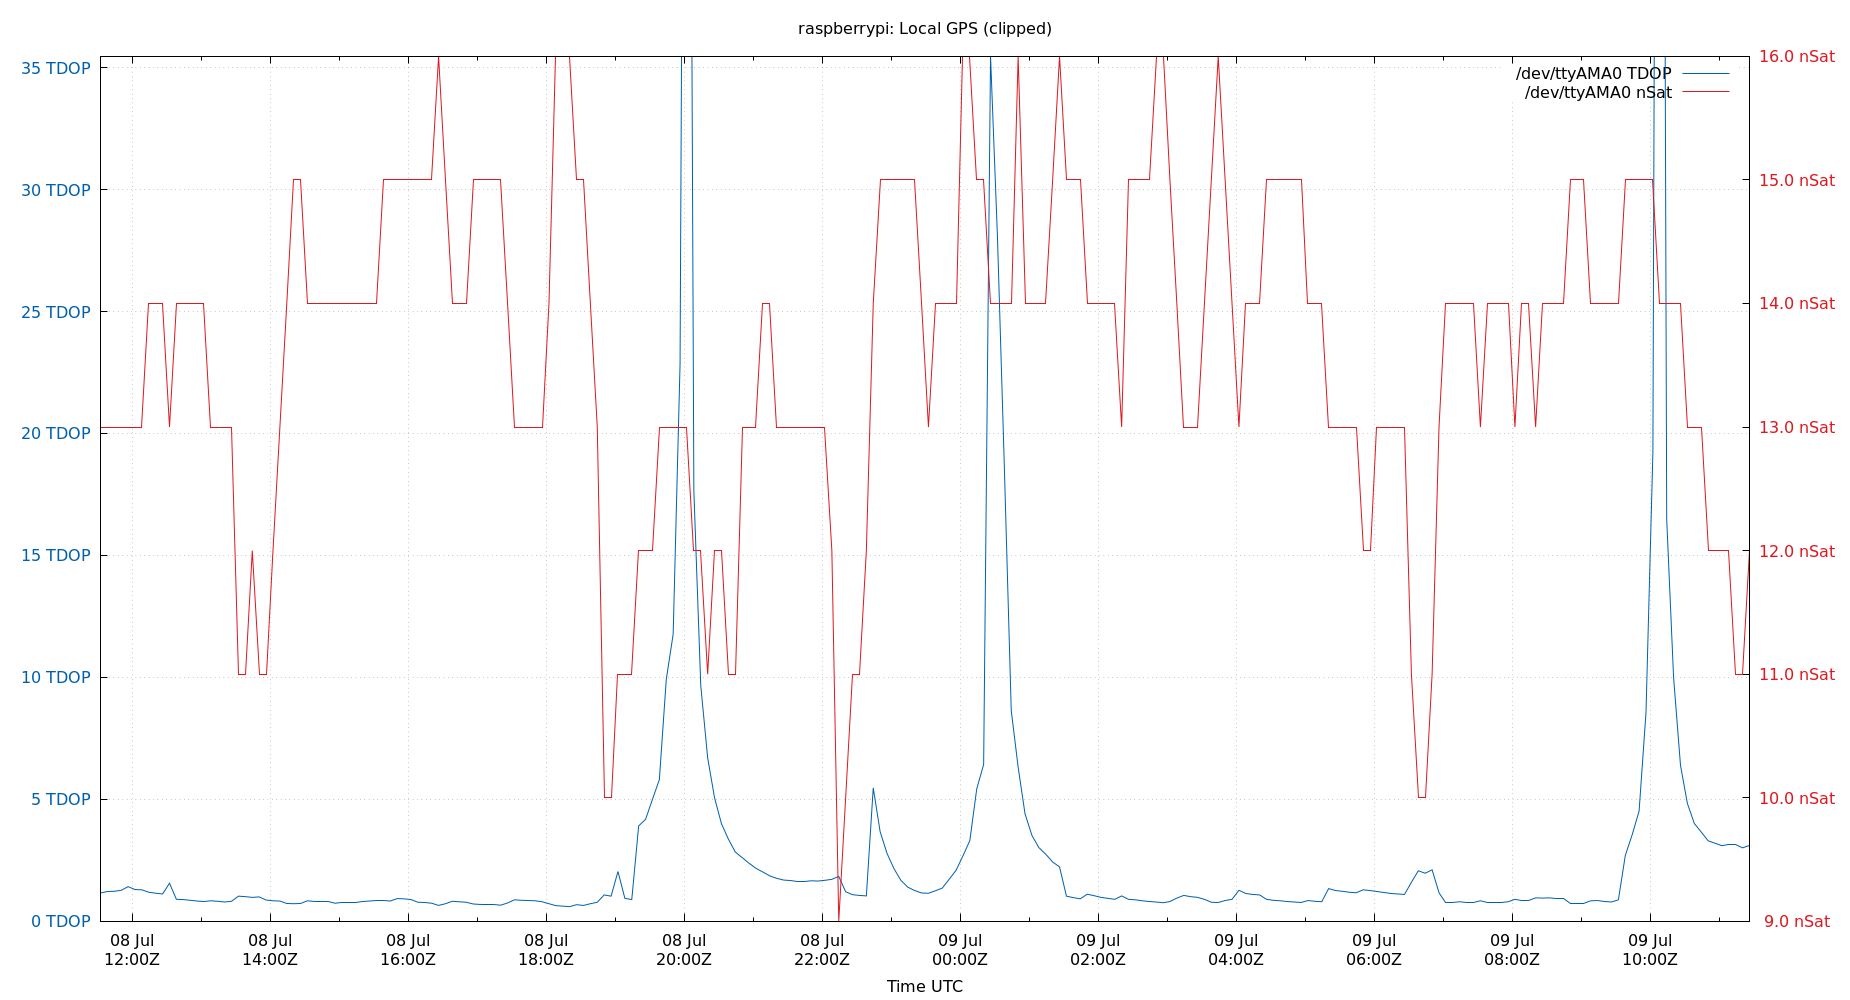 raspberrypi: Local GPS (clipped)
/dev/ttyAMA0 TDOP
/dev/ttyAMA0 nSat
35 TDOP
30 TDOP
25 TDOP
20 TDOP
15 TDOP
10 TDOP
5 TDOP
0 TDOP
16.0 nSat
15.0 nSat
14.0 nSat
13.0 nSat
12.0 nSat
11.0 nSat
10.0 nSat
9.0 nSat
08 Jul 08 Jul 08 Jul 08 Jul 08 Jul 08 Jul 09 Jul 09 Jul 09 Jul 09 Jul 09 Jul 09 Jul
12:00Z 14:00Z 16:00Z 18:00Z 20:00Z 22:00Z 00:00Z 02:00Z 04:00Z 06:00Z 08:00Z 10:00Z
Time UTC